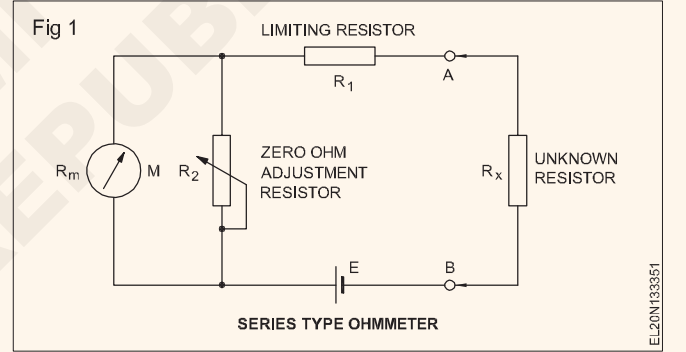 Fig 1
LIMITING RESISTOR
R1
A
Rm
M
R2
ZERO OHM
ADJUSTMENT
RESISTOR
Rx
UNKNOWN
RESISTOR
E
B
SERIES TYPE OHMMETER
EL20N133351